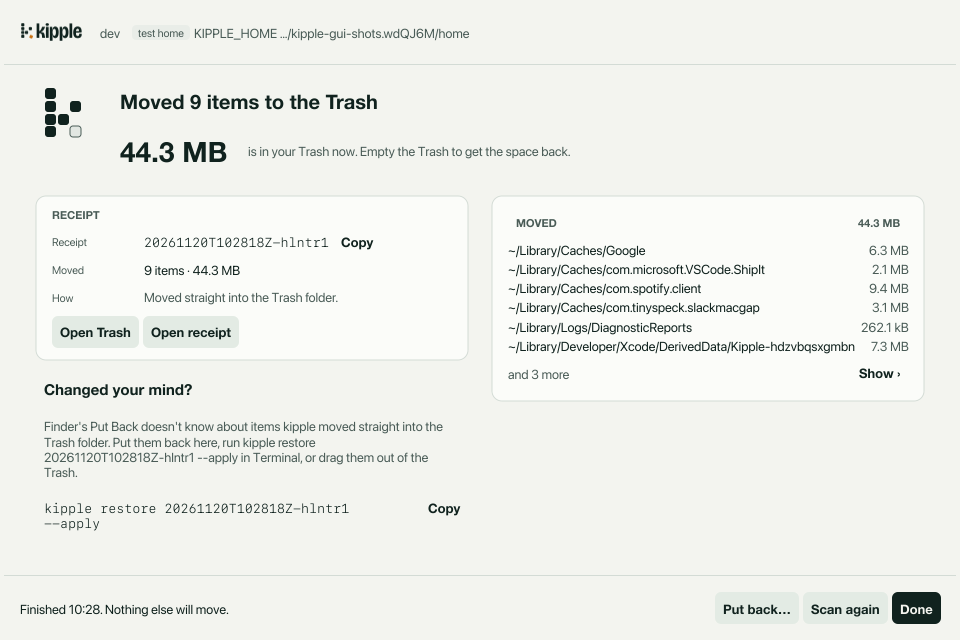 kipple dev test home KIPPLE_HOME .../kipple-gui-shots.wdQJ6M/home
Moved 9 items to the Trash
44.3 MB is in your Trash now. Empty the Trash to get the space back.
RECEIPT
Receipt 20261120T102818Z-hlntr1 Copy
Moved 9 items · 44.3 MB
How Moved straight into the Trash folder.
Open Trash Open receipt
Changed your mind?
Finder's Put Back doesn't know about items kipple moved straight into the
Trash folder. Put them back here, run kipple restore
20261120T102818Z-hlntr1 --apply in Terminal, or drag them out of the
Trash.
kipple restore 20261120T102818Z-hlntr1 Copy
--apply
MOVED 44.3 MB
~/Library/Caches/Google 6.3 MB
~/Library/Caches/com.microsoft.VSCode.ShipIt 2.1 MB
~/Library/Caches/com.spotify.client 9.4 MB
~/Library/Caches/com.tinyspeck.slackmacgap 3.1 MB
~/Library/Logs/DiagnosticReports 262.1 kB
~/Library/Developer/Xcode/DerivedData/Kipple-hdzvbqsxgmbn 7.3 MB
and 3 more Show ›
Finished 10:28. Nothing else will move.
Put back... Scan again Done